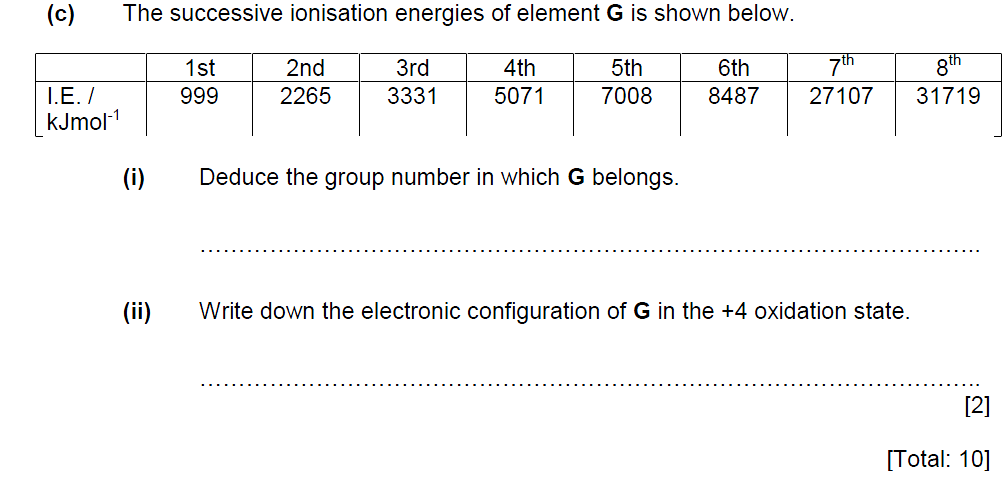 (c) The successive ionisation energies of element G is shown below.
1st 2nd 3rd 4th 5th 6th 7th 8th
I.E. / 999 2265 3331 5071 7008 8487 27107 31719
kJmol-1
(i) Deduce the group number in which G belongs.
(ii) Write down the electronic configuration of G in the +4 oxidation state.
[2]
[Total: 10]